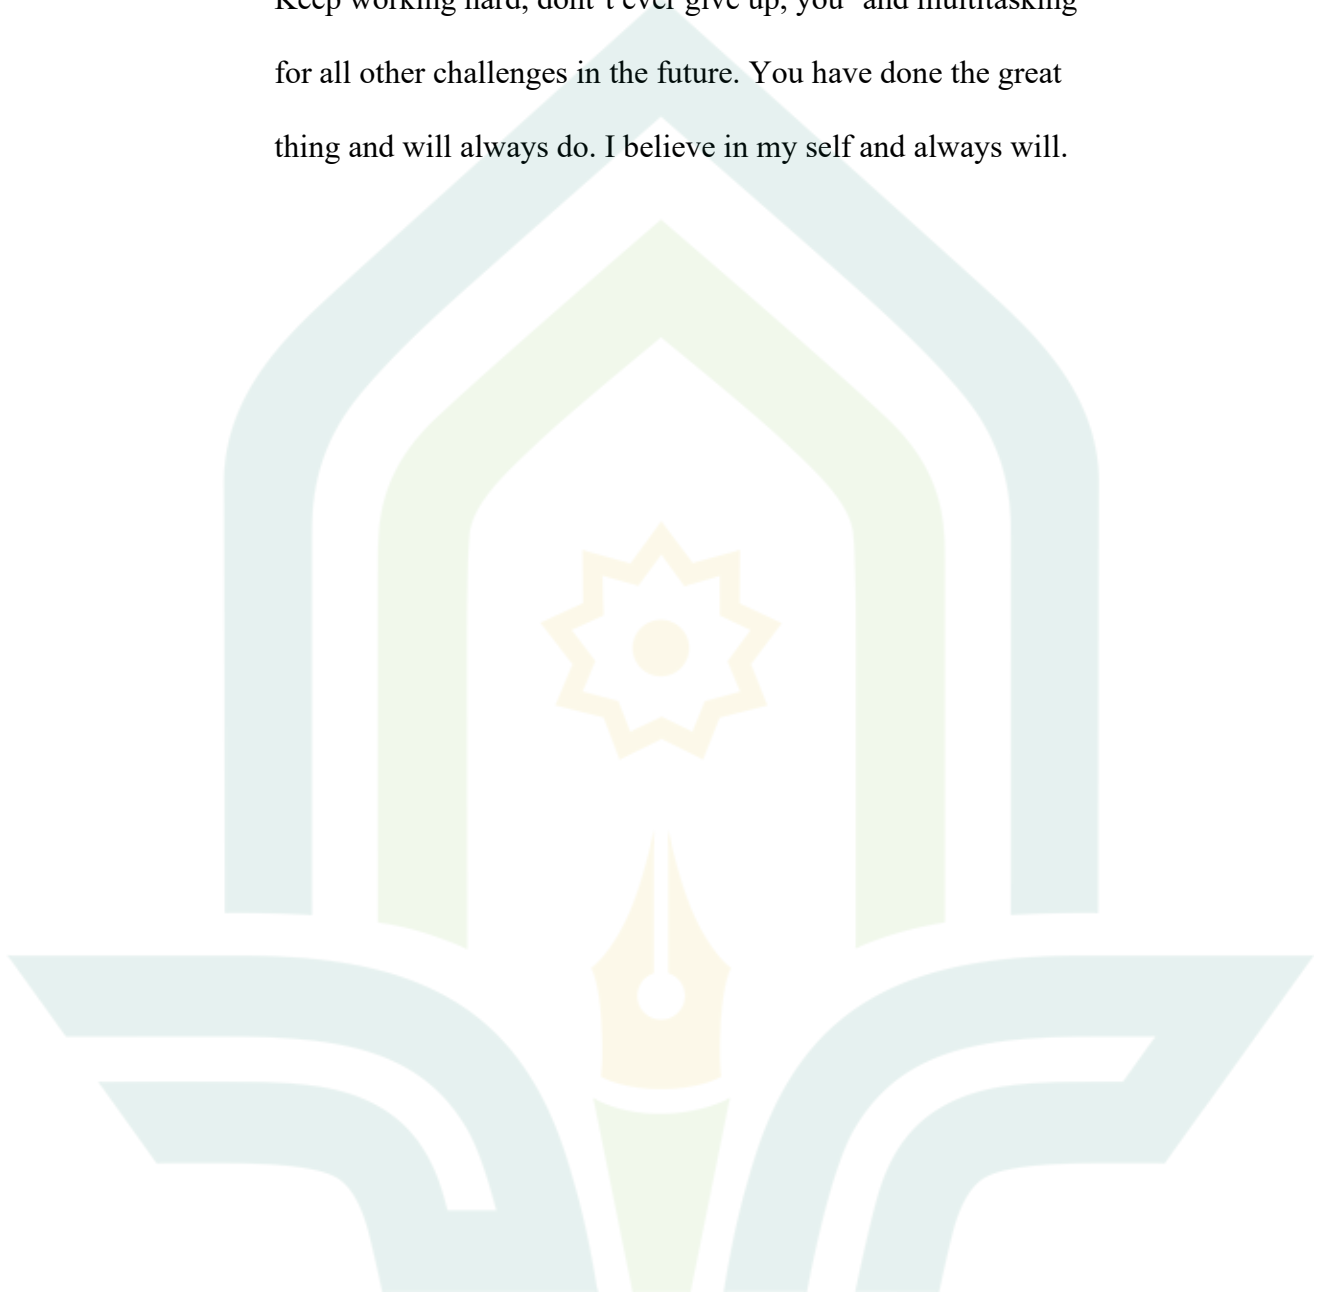 Keep working hard, dont't ever give up, you and multitasking
for all other challenges in the future. You have done the great
thing and will always do. I believe in my self and always will.